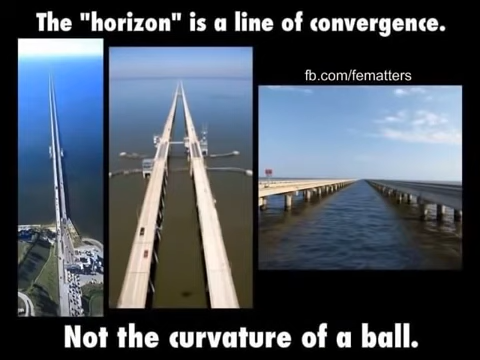 The "horizon" is a line of convergence.
fb.com/fematters
Not the curvature of a ball.